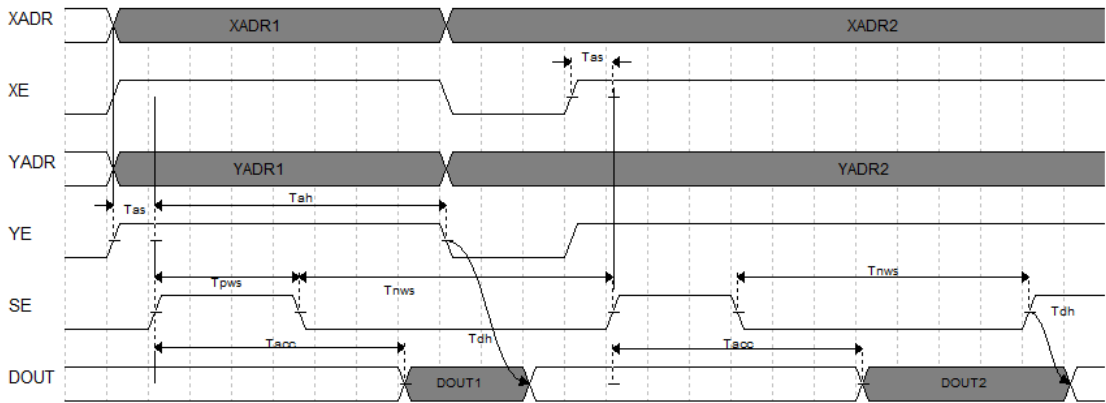 XADR XADR1 XADR2
Tas
XE
YADR YADR1 YADR2
Tas Tah
YE
Tpws Tnws Tnws
SE
Tdh Tdh
Tacc Tacc
DOUT DOUT1 DOUT2